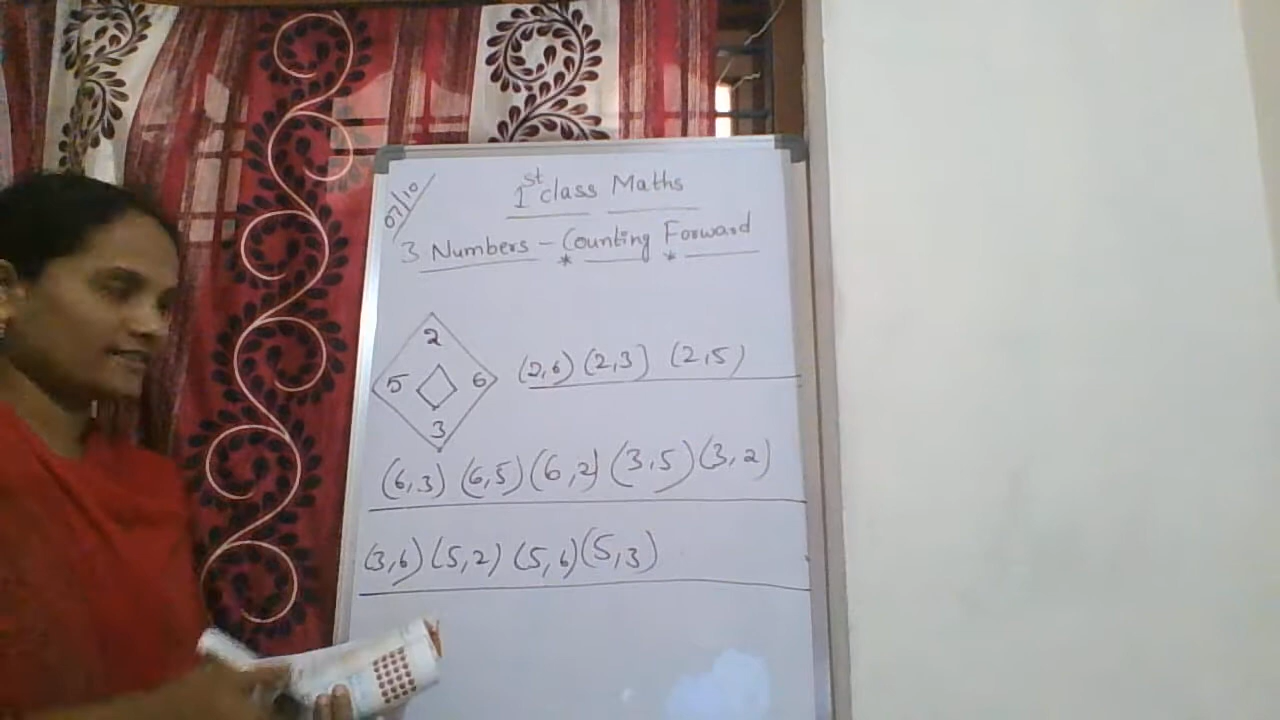 07/10
1st class Maths
3 Numbers - Counting Forward
* *
2
5 6
3
(2,6) (2,3] (2,5)
(6,3) (6,5) (6,2) (3,5) (3,2)
(3,6) (5,2) (5,6) (5,3)